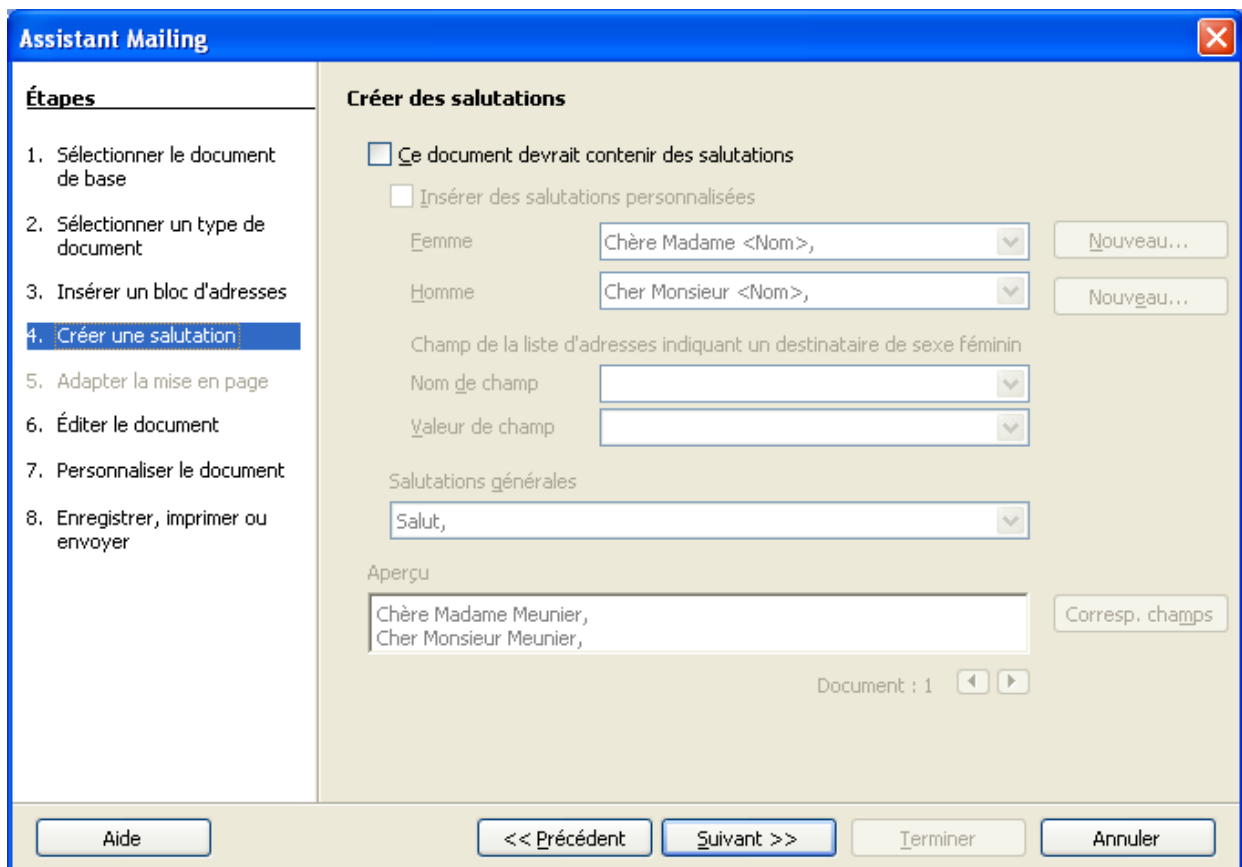 Assistant Mailing
Étapes
1. Sélectionner le document
de base
2. Sélectionner un type de
document
3. Insérer un bloc d'adresses
4. Créer une salutation
5. Adapter la mise en page
6. Éditer le document
7. Personnaliser le document
8. Enregistrer, imprimer ou
envoyer
Créer des salutations
Ce document devrait contenir des salutations
Insérer des salutations personnalisées
Femme
Chère Madame <Nom>,
Nouveau...
Homme
Cher Monsieur <Nom>,
Nouveau...
Champ de la liste d'adresses indiquant un destinataire de sexe féminin
Nom de champ
Valeur de champ
Salutations générales
Salut,
Aperçu
Chère Madame Meunier,
Cher Monsieur Meunier,
Corresp. champs
Document : 1
Aide
<< Précédent
Suivant >>
Terminer
Annuler